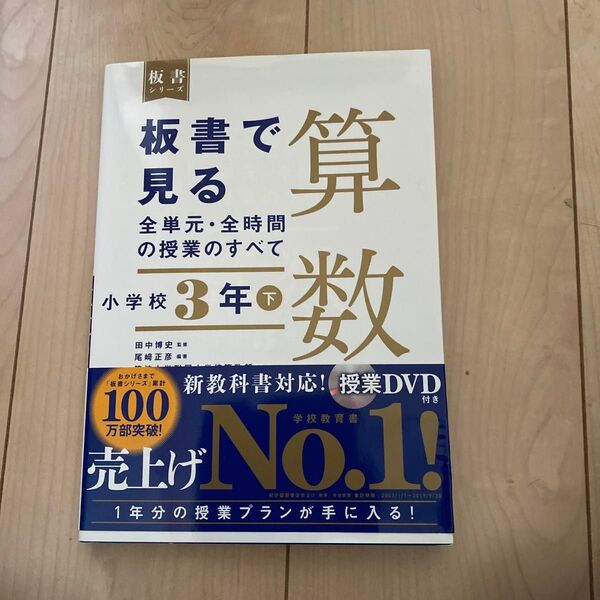 板書
シリーズ
板書で
見る
全単元・全時間
の授業のすべて
算数
小学校3年下
田中博史 監修
尾﨑正彦 編著
おかげさまで
「板書シリーズ」累計
100
万部突破!
新教科書対応! 授業DVD
付き
学校教育書
売上げNo.1!
1年分の授業プランが手に入る!